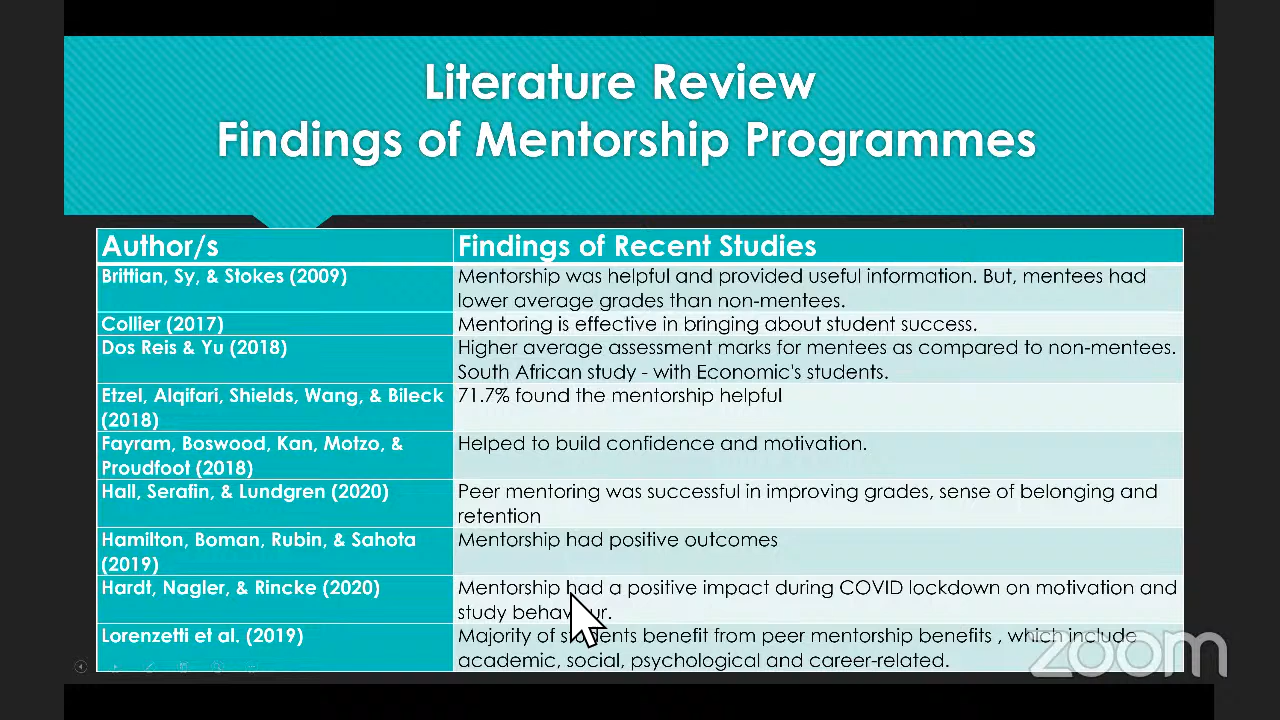 Literature Review
Findings of Mentorship Programmes
Author/s
Findings of Recent Studies
Brittian, Sy, & Stokes (2009)
Mentorship was helpful and provided useful information. But, mentees had
lower average grades than non-mentees.
Collier (2017)
Mentoring is effective in bringing about student success.
Dos Reis & Yu (2018)
Higher average assessment marks for mentees as compared to non-mentees.
South African study - with Economic's students.
Etzel, Alqifari, Shields, Wang, & Bileck
(2018)
71.7% found the mentorship helpful
Fayram, Boswood, Kan, Motzo, &
Proudfoot (2018)
Helped to build confidence and motivation.
Hall, Serafin, & Lundgren (2020)
Peer mentoring was successful in improving grades, sense of belonging and
retention
Hamilton, Boman, Rubin, & Sahota
(2019)
Mentorship had positive outcomes
Hardt, Nagler, & Rincke (2020)
Mentorship had a positive impact during COVID lockdown on motivation and
study behaviour.
Lorenzetti et al. (2019)
Majority of students benefit from peer mentorship benefits , which include
academic, social, psychological and career-related.
zoom